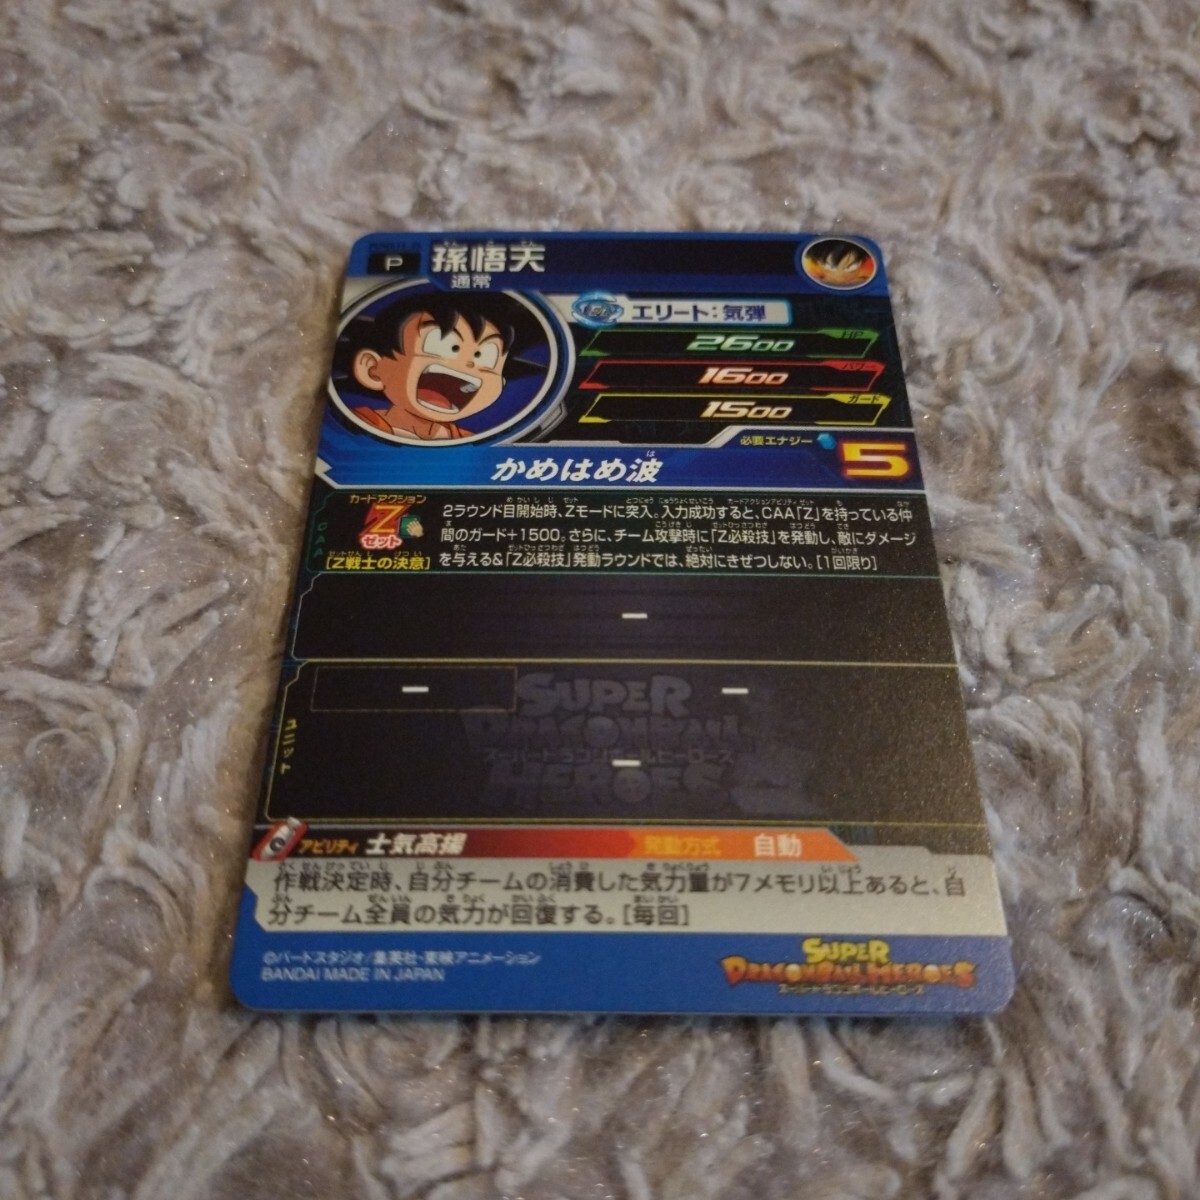 P
孫悟天
通常
エリート：気弾
HP
2600
パワー
1600
ガード
1500
必要エナジー
5
かめはめ波
CAA
カードアクション
Z
ゼット
[Z戦士の決意]
2ラウンド目開始時、Zモードに突入。入力成功すると、CAA「Z」を持っている仲
間のガード+1500。さらに、チーム攻撃時に「Z必殺技」を発動し、敵にダメージ
を与える&「Z必殺技」発動ラウンドでは、絶対にきぜつしない。[1回限り]
ー
ユニット
ー
ー
ー
SUPER
DRAGONBALL
スーパードラゴンボールヒーローズ
HEROES
アビリティ 士気高揚 発動方式 自動
作戦決定時、自分チームの消費した気力量が7メモリ以上あると、自
分チーム全員の気力が回復する。[毎回]
©バードスタジオ/集英社・東映アニメーション
BANDAI MADE IN JAPAN
SUPER
DRAGONBALL HEROES
スーパードラゴンボールヒーローズ